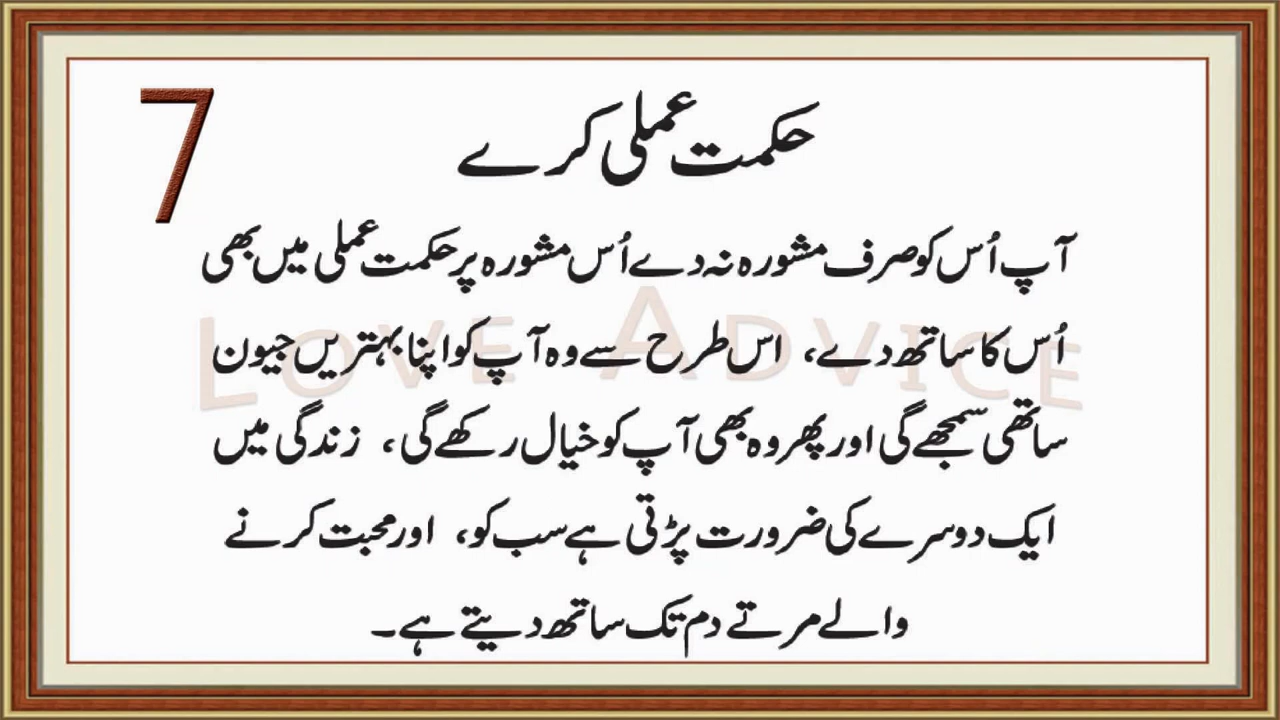 7
حکمت عملی کرے
آپ اُس کو صرف مشورہ نہ دے اُس مشورہ پر حکمت عملی میں بھی
اُس کا ساتھ دے، اس طرح سے وہ آپ کو اپنا بہترین جیون
ساتھی سمجھے گی اور پھر وہ بھی آپ کو خیال رکھے گی، زندگی میں
ایک دوسرے کی ضرورت پڑتی ہے سب کو، اور محبت کرنے
والے مرتے دم تک ساتھ دیتے ہے۔
LOVE ADVICE